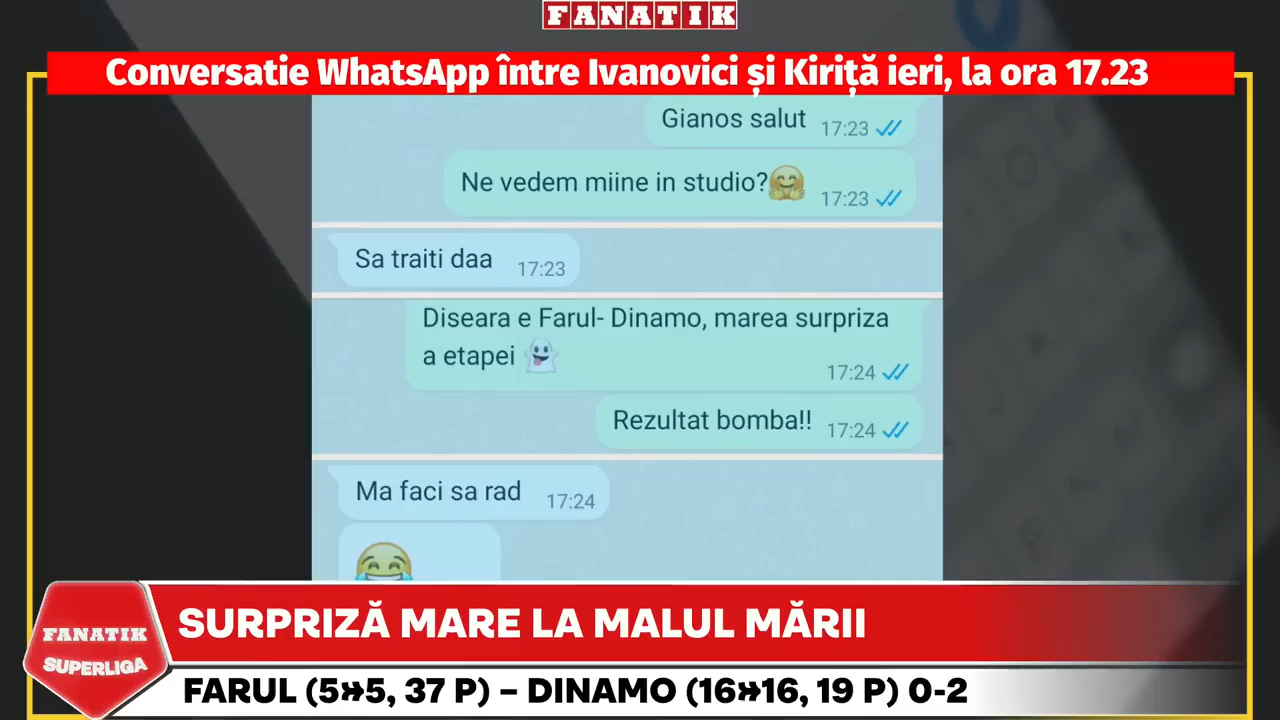 FANATIK
Conversatie WhatsApp între Ivanovici și Kiriță ieri, la ora 17.23
Gianos salut 17:23
Ne vedem miine in studio?🤗 17:23
Sa traiti daa 17:23
Diseara e Farul- Dinamo, marea surpriza
a etapei 👻 17:24
Rezultat bomba!! 17:24
Ma faci sa rad 17:24
😂
SURPRIZĂ MARE LA MALUL MĂRII
FANATIK
SUPERLIGA
FARUL (5»5, 37 P) – DINAMO (16»16, 19 P) 0-2